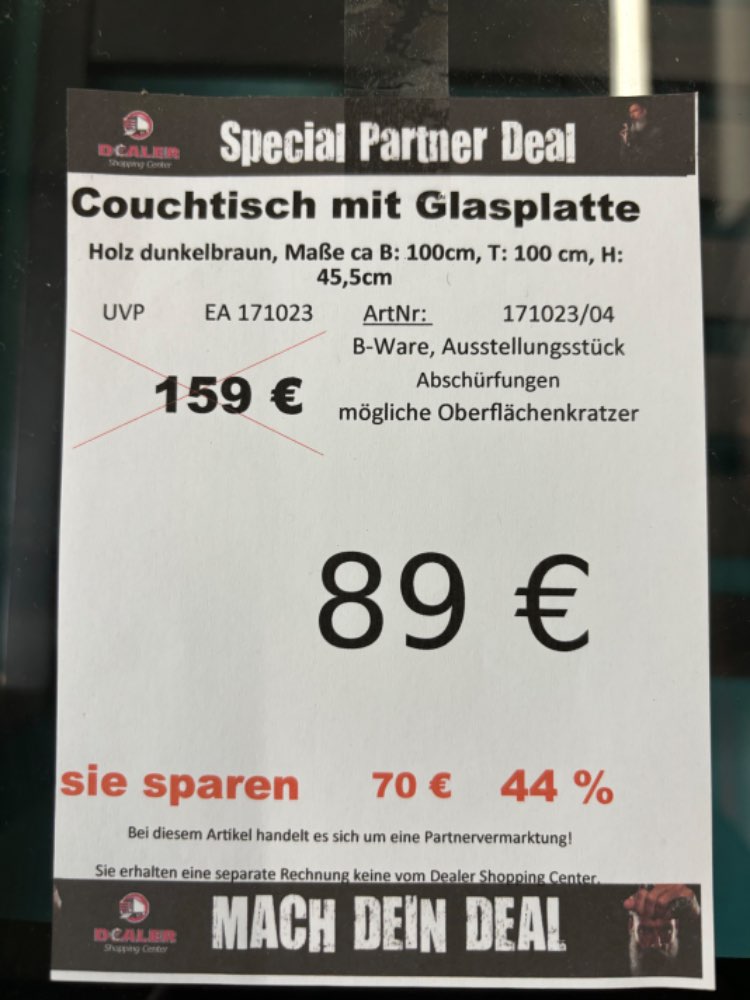 DEALER
Shopping Center
Special Partner Deal
Couchtisch mit Glasplatte
Holz dunkelbraun, Maße ca B: 100cm, T: 100 cm, H:
45,5cm
UVP EA 171023 ArtNr: 171023/04
B-Ware, Ausstellungsstück
159 €
Abschürfungen
mögliche Oberflächenkratzer
89 €
sie sparen 70 € 44 %
Bei diesem Artikel handelt es sich um eine Partnervermarktung!
Sie erhalten eine separate Rechnung keine vom Dealer Shopping Center.
DEALER
Shopping Center
MACH DEIN DEAL